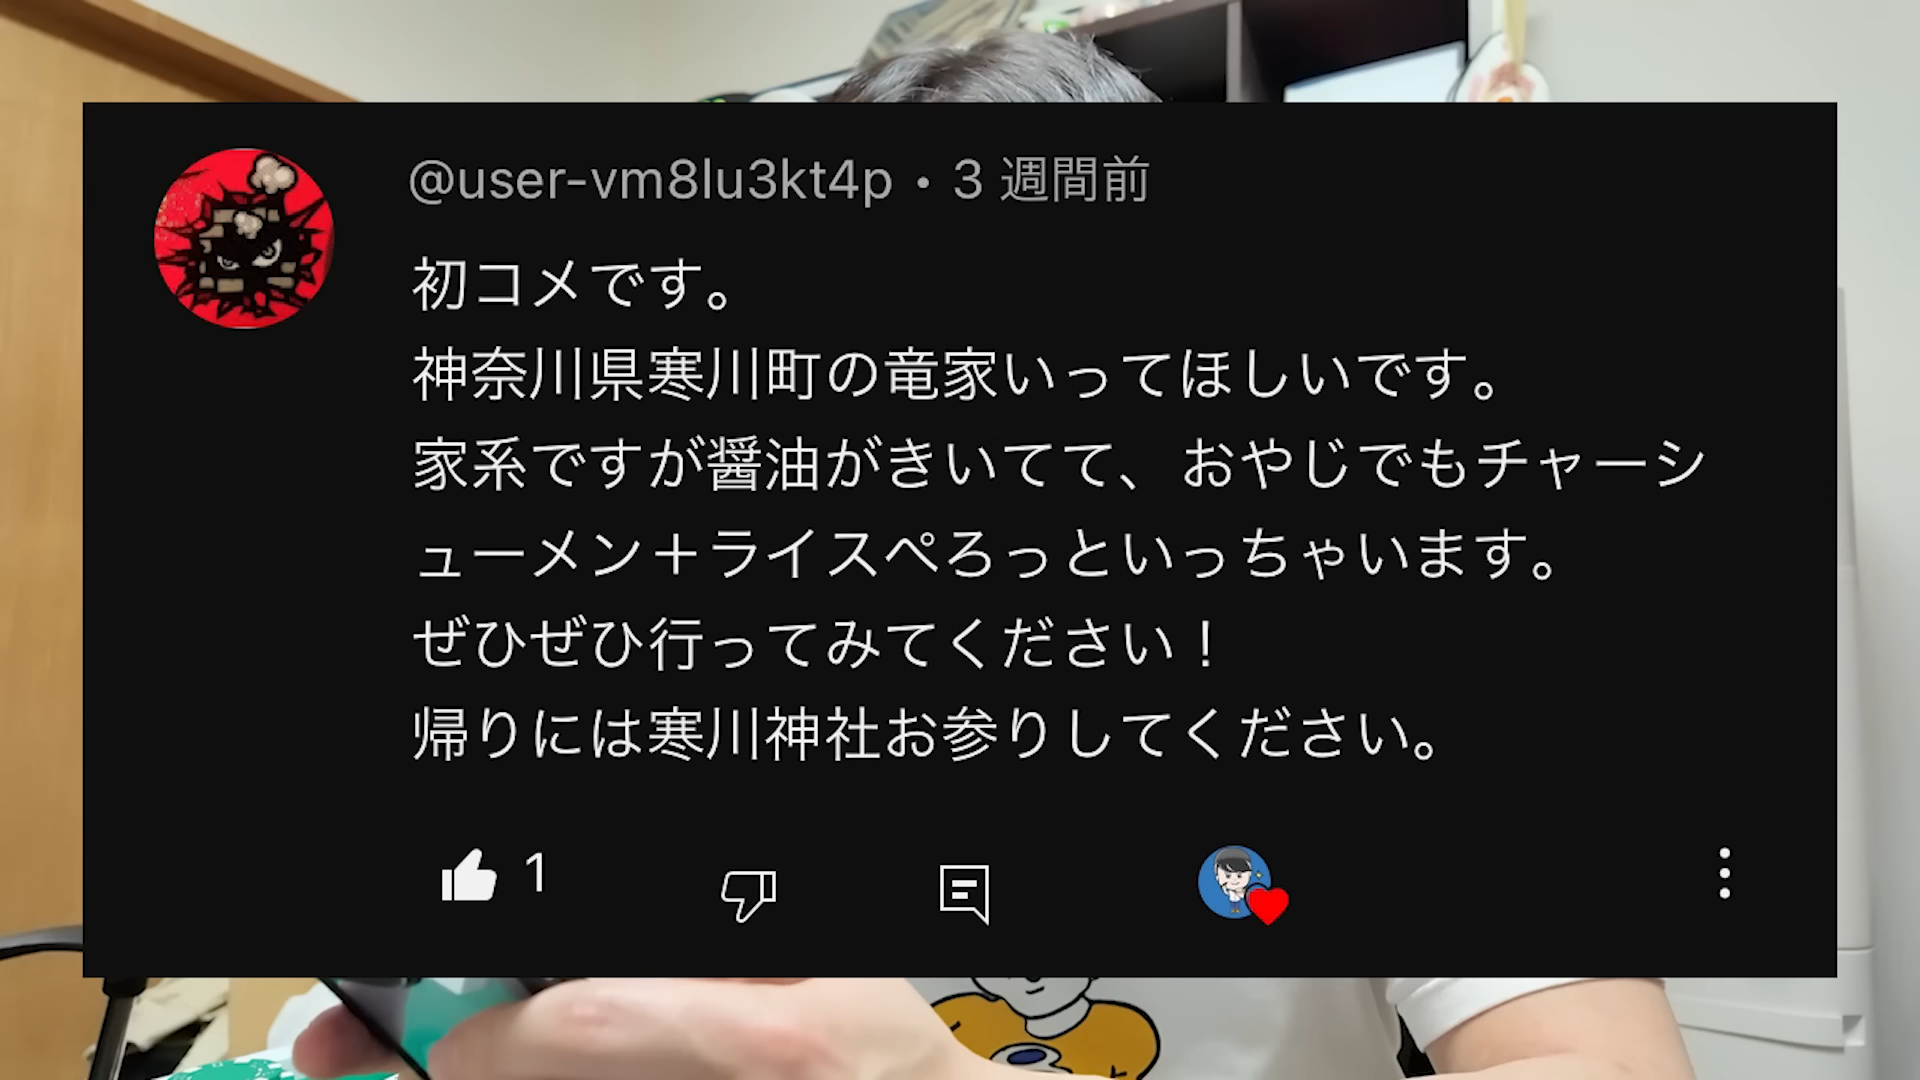 @user-vm8lu3kt4p・3 週間前
初コメです。
神奈川県寒川町の竜家いってほしいです。
家系ですが醤油がきいてて、おやじでもチャーシ
ューメン＋ライスぺろっといっちゃいます。
ぜひぜひ行ってみてください！
帰りには寒川神社お参りしてください。
1